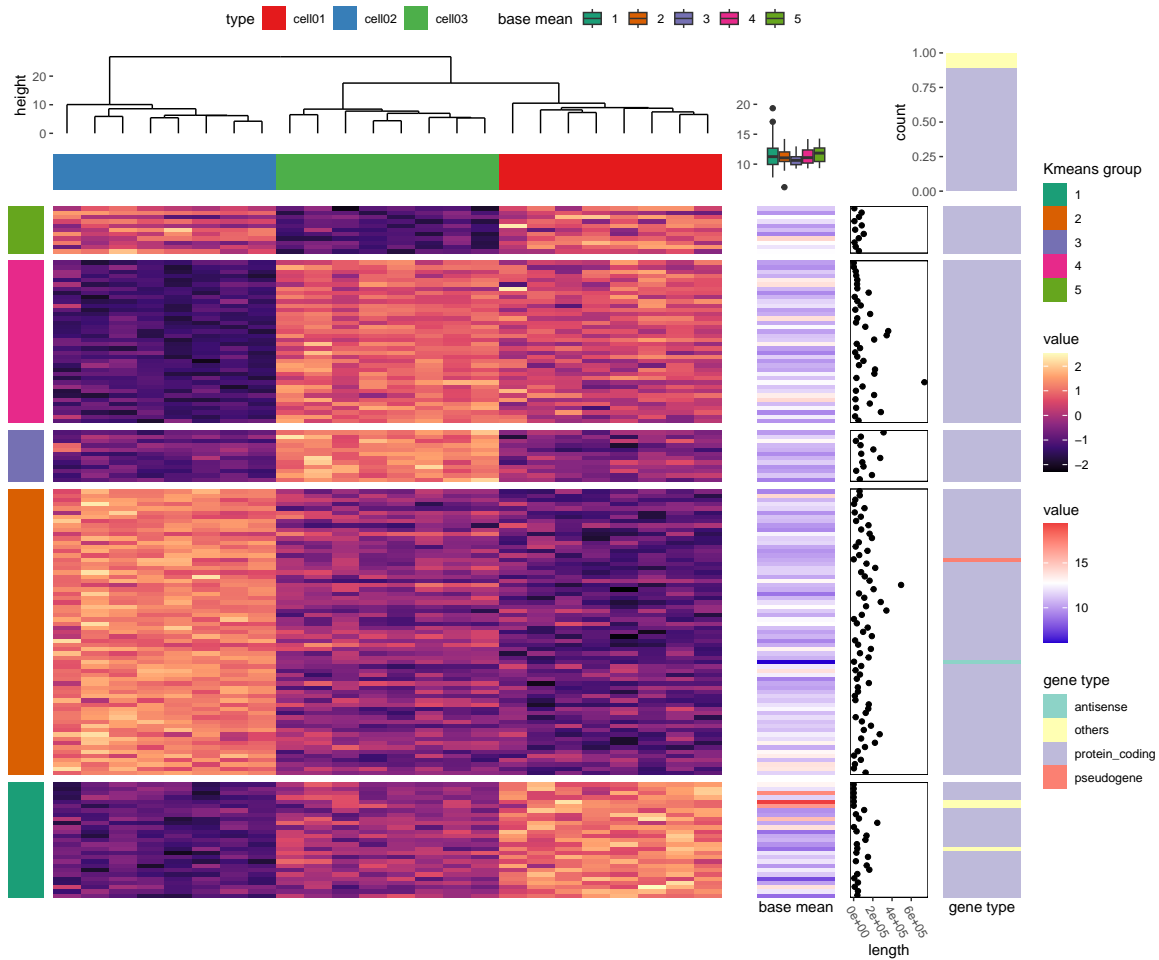 type cell01 cell02 cell03 base mean 1 2 3 4 5
height
20
10
0
20
15
10
count
1.00
0.75
0.50
0.25
0.00
Kmeans group
1
2
3
4
5
value
2
1
0
−1
−2
value
15
10
gene type
antisense
others
protein_coding
pseudogene
base mean
0e+00
2e+05
4e+05
6e+05
length
gene type